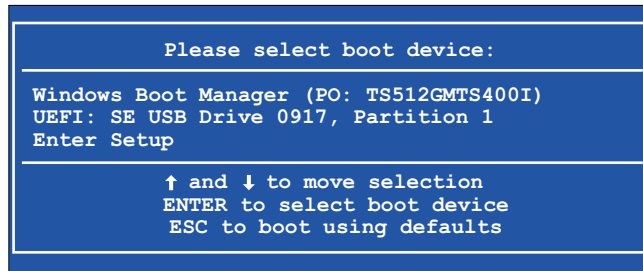 Please select boot device:
Windows Boot Manager (PO: TS512GMTS400I)
UEFI: SE USB Drive 0917, Partition 1
Enter Setup
↑ and ↓ to move selection
ENTER to select boot device
ESC to boot using defaults